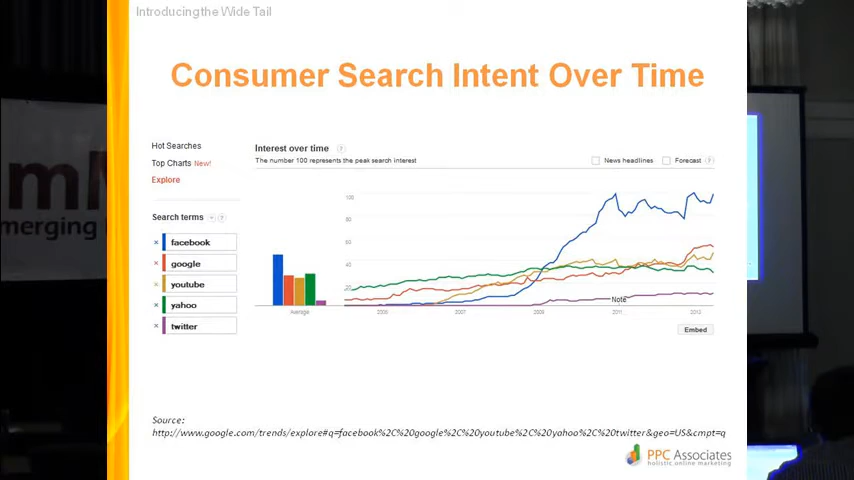 Introducing the Wide Tail
Consumer Search Intent Over Time
Hot Searches
Top Charts New!
Explore
Search terms
facebook
google
youtube
yahoo
twitter
Interest over time
The number 100 represents the peak search interest
News headlines
Forecast
100
80
60
40
20
Average
2005
2007
2009
2011
2013
Note
Embed
Source:
http://www.google.com/trends/explore#q=facebook%2C%20google%2C%20youtube%2C%20yahoo%2C%20twitter&geo=US&cmpt=q
PPC Associates
holistic online marketing
merging